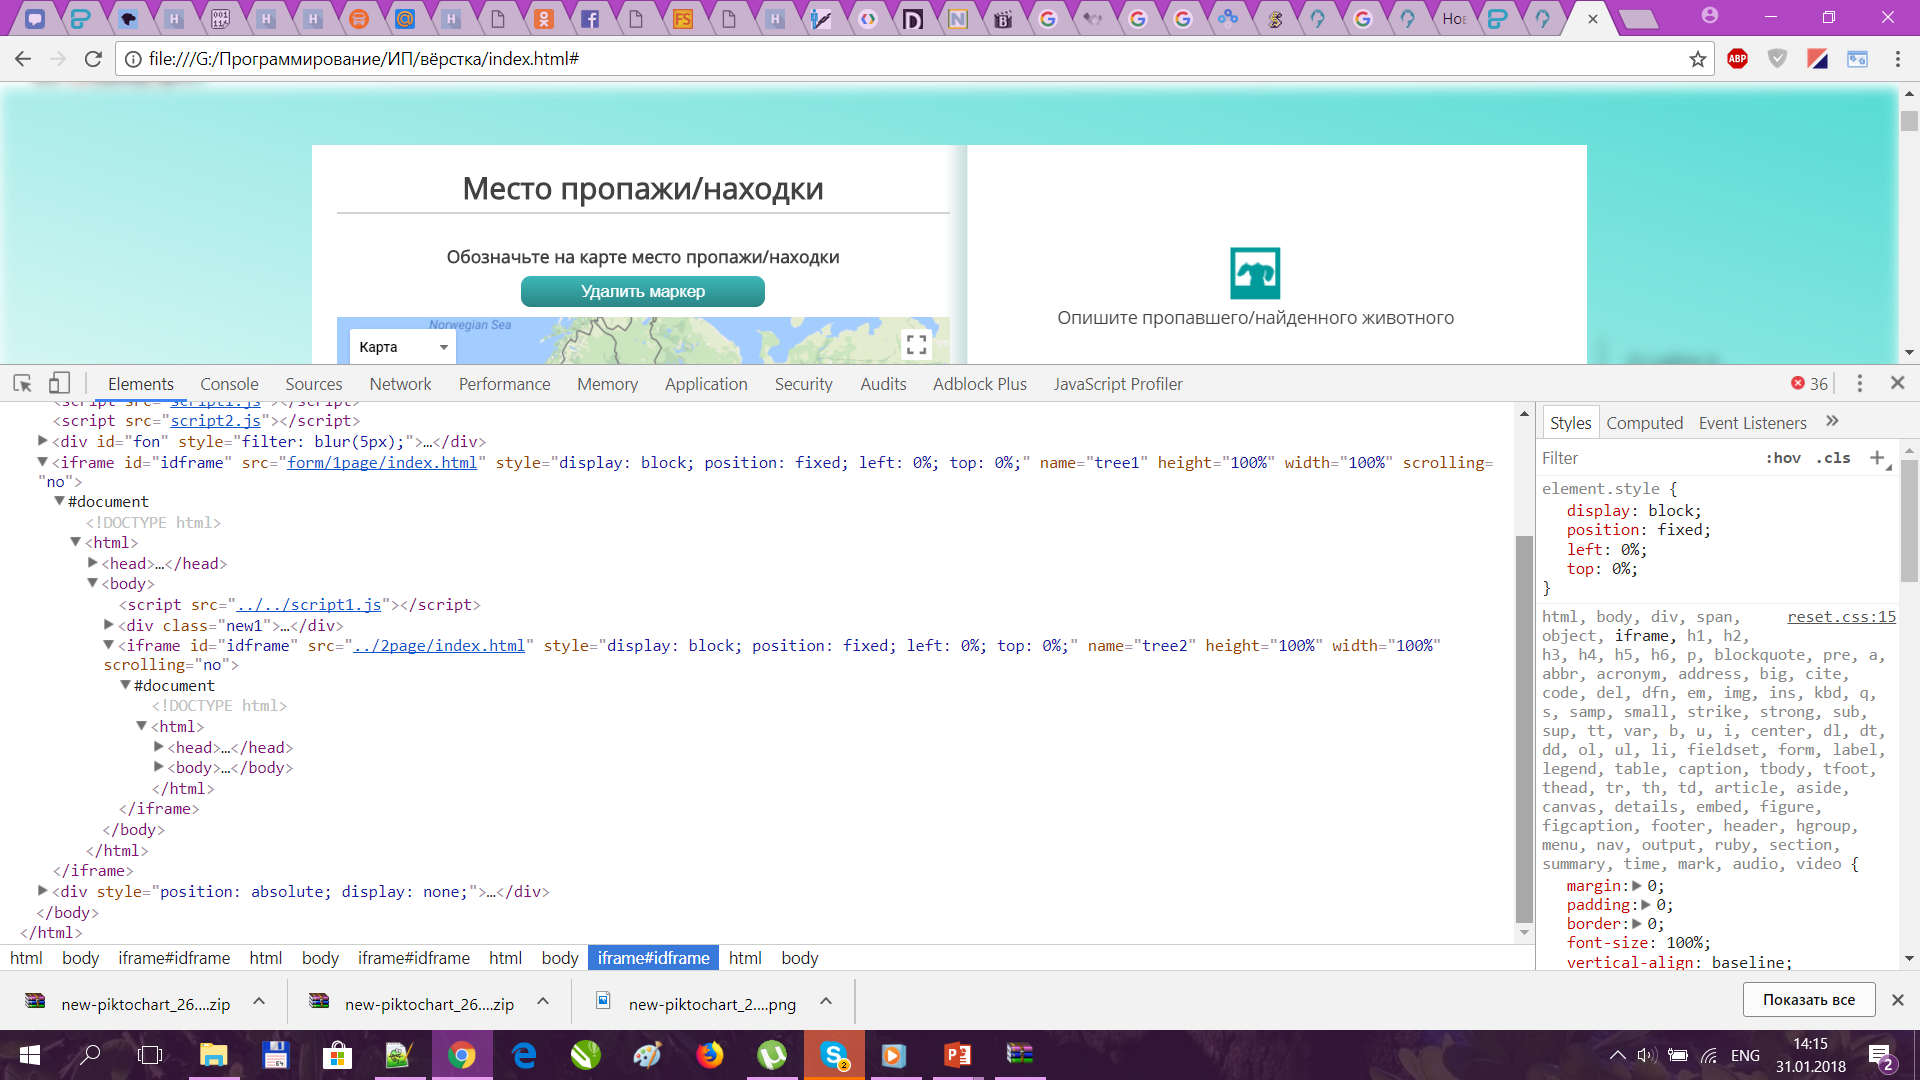 Нов
file:///G:/Программирование/ИП/вёрстка/index.html#
ABP
Место пропажи/находки
Обозначьте на карте место пропажи/находки
Удалить маркер
Norwegian Sea
Карта
Опишите пропавшего/найденного животного
Elements Console Sources Network Performance Memory Application Security Audits Adblock Plus JavaScript Profiler 36
<script src="script1.js"></script>
<script src="script2.js"></script>
<div id="fon" style="filter: blur(5px);">…</div>
<iframe id="idframe" src="form/1page/index.html" style="display: block; position: fixed; left: 0%; top: 0%;" name="tree1" height="100%" width="100%" scrolling=
"no">
#document
<!DOCTYPE html>
<html>
<head>…</head>
<body>
<script src="../../script1.js"></script>
<div class="new1">…</div>
<iframe id="idframe" src="../2page/index.html" style="display: block; position: fixed; left: 0%; top: 0%;" name="tree2" height="100%" width="100%"
scrolling="no">
#document
<!DOCTYPE html>
<html>
<head>…</head>
<body>…</body>
</html>
</iframe>
</body>
</html>
</iframe>
<div style="position: absolute; display: none;">…</div>
</body>
</html>
html body iframe#idframe html body iframe#idframe html body iframe#idframe html body
Styles Computed Event Listeners »
Filter :hov .cls +
element.style {
display: block;
position: fixed;
left: 0%;
top: 0%;
}
html, body, div, span, reset.css:15
object, iframe, h1, h2,
h3, h4, h5, h6, p, blockquote, pre, a,
abbr, acronym, address, big, cite,
code, del, dfn, em, img, ins, kbd, q,
s, samp, small, strike, strong, sub,
sup, tt, var, b, u, i, center, dl, dt,
dd, ol, ul, li, fieldset, form, label,
legend, table, caption, tbody, tfoot,
thead, tr, th, td, article, aside,
canvas, details, embed, figure,
figcaption, footer, header, hgroup,
menu, nav, output, ruby, section,
summary, time, mark, audio, video {
margin: 0;
padding: 0;
border: 0;
font-size: 100%;
vertical-align: baseline;
new-piktochart_26....zip
new-piktochart_26....zip
new-piktochart_2....png
Показать все
ENG
14:15
31.01.2018
2